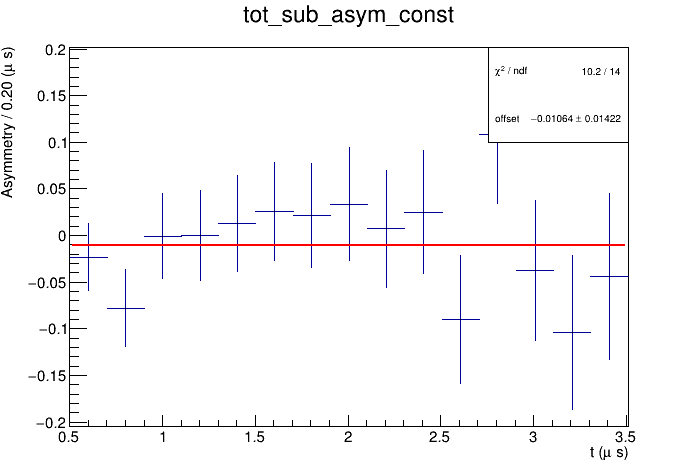 tot_sub_asym_const
Asymmetry / 0.20 (μ s)
χ² / ndf 10.2 / 14
offset −0.01064 ± 0.01422
0.2
0.15
0.1
0.05
0
−0.05
−0.1
−0.15
−0.2
0.5 1 1.5 2 2.5 3 3.5
t (μ s)